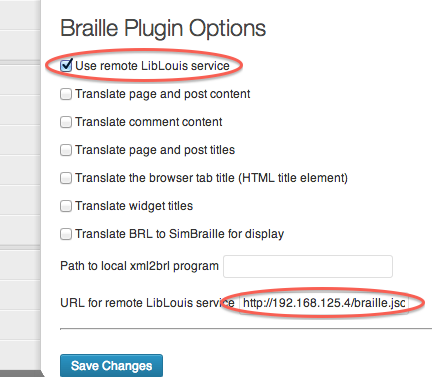 Braille Plugin Options
Use remote LibLouis service
Translate page and post content
Translate comment content
Translate page and post titles
Translate the browser tab title (HTML title element)
Translate widget titles
Translate BRL to SimBraille for display
Path to local xml2brl program
URL for remote LibLouis service http://192.168.125.4/braille.jsc
Save Changes